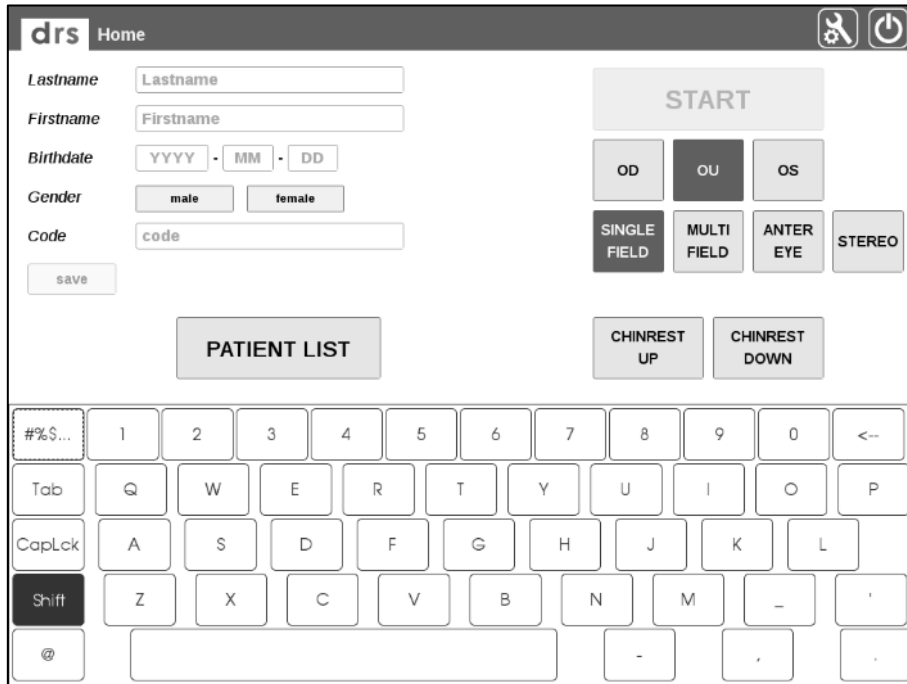 drs Home
Lastname Lastname
Firstname Firstname
Birthdate YYYY - MM - DD
Gender male female
Code code
save
PATIENT LIST
START
OD OU OS
SINGLE FIELD
MULTI FIELD
ANTER EYE
STEREO
CHINREST UP
CHINREST DOWN
#%$... 1 2 3 4 5 6 7 8 9 0 <--
Tab Q W E R T Y U I O P
CapLck A S D F G H J K L
Shift Z X C V B N M _ '
@ - , .